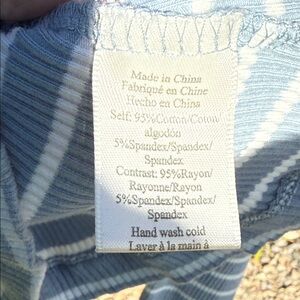 Made in China
Fabriqué en Chine
Hecho en China
Self: 95%Cotton/Coton/
algodón
5%Spandex/Spandex/
Spandex
Contrast: 95%Rayon/
Rayonne/Rayon
5%Spandex/Spandex/
Spandex
Hand wash cold
Laver à la main à